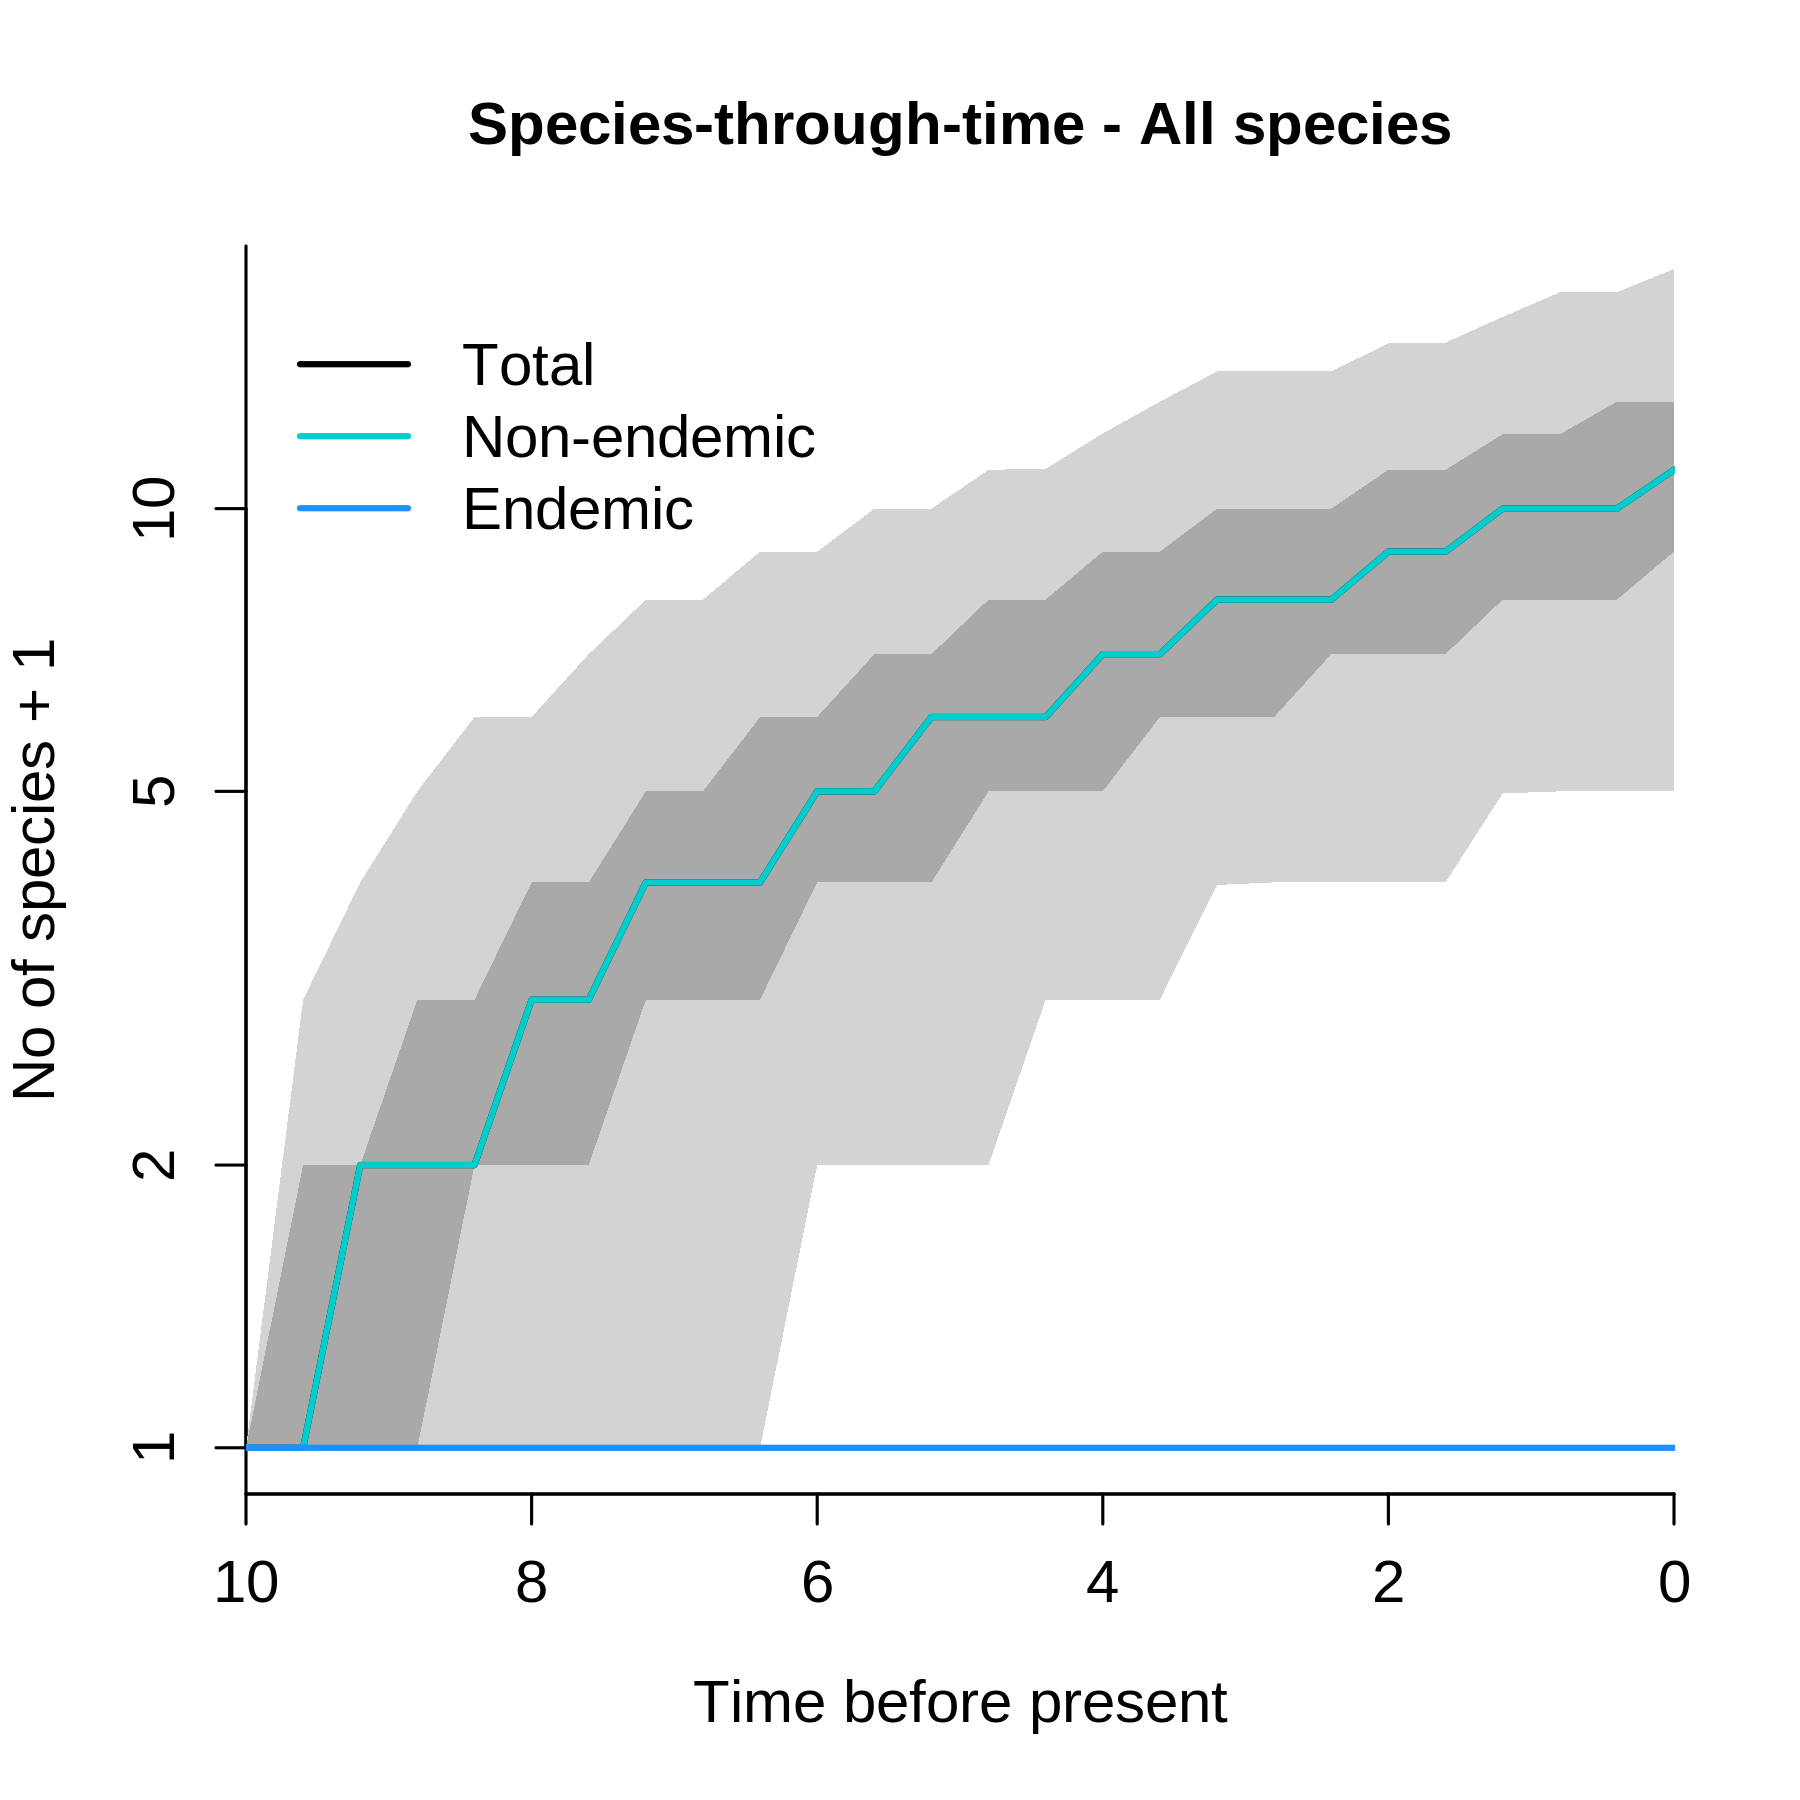 Species-through-time - All species
Total
Non-endemic
Endemic
No of species + 1
10
5
2
1
10 8 6 4 2 0
Time before present